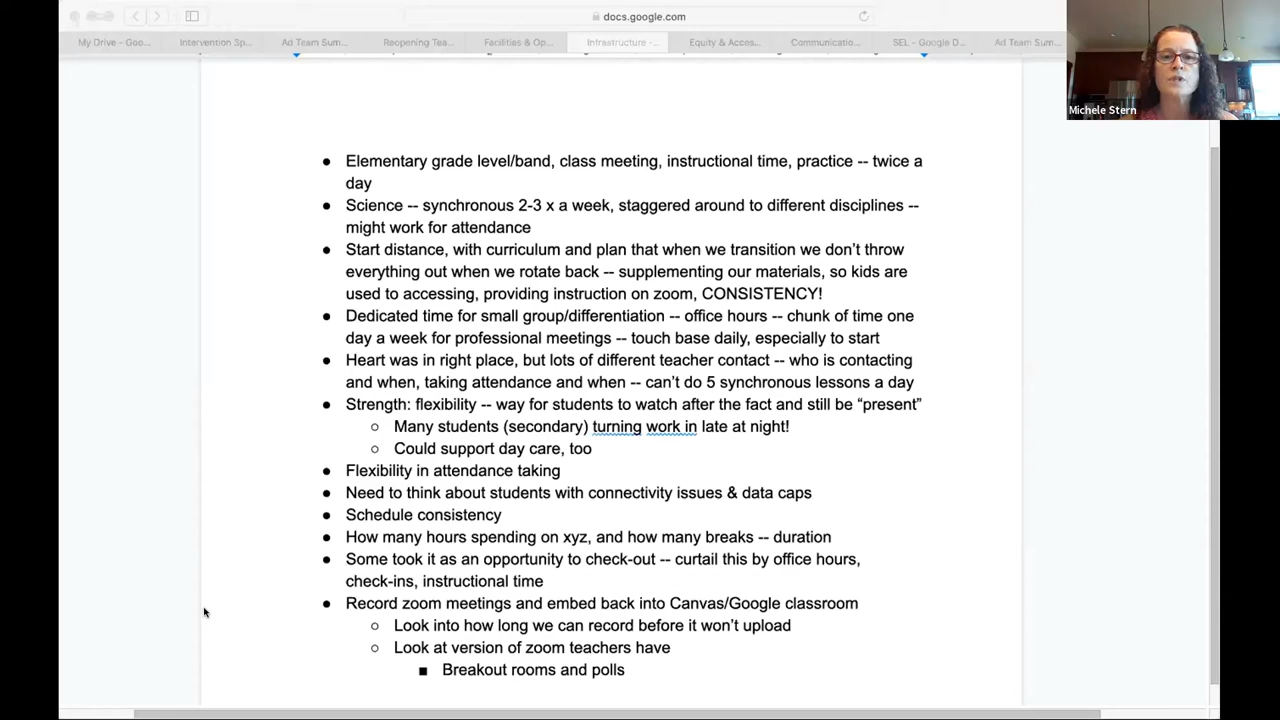 docs.google.com
My Drive – Goo...
Intervention Sp...
Ad Team Sum...
Reopening Tea...
Facilities & Op...
Infrastructure -...
Equity & Acces...
Communicatio...
SEL - Google D...
Ad Team Sum...
Michele Stern
● Elementary grade level/band, class meeting, instructional time, practice -- twice a
day
● Science -- synchronous 2-3 x a week, staggered around to different disciplines --
might work for attendance
● Start distance, with curriculum and plan that when we transition we don’t throw
everything out when we rotate back -- supplementing our materials, so kids are
used to accessing, providing instruction on zoom, CONSISTENCY!
● Dedicated time for small group/differentiation -- office hours -- chunk of time one
day a week for professional meetings -- touch base daily, especially to start
● Heart was in right place, but lots of different teacher contact -- who is contacting
and when, taking attendance and when -- can’t do 5 synchronous lessons a day
● Strength: flexibility -- way for students to watch after the fact and still be “present”
○ Many students (secondary) turning work in late at night!
○ Could support day care, too
● Flexibility in attendance taking
● Need to think about students with connectivity issues & data caps
● Schedule consistency
● How many hours spending on xyz, and how many breaks -- duration
● Some took it as an opportunity to check-out -- curtail this by office hours,
check-ins, instructional time
● Record zoom meetings and embed back into Canvas/Google classroom
○ Look into how long we can record before it won’t upload
○ Look at version of zoom teachers have
■ Breakout rooms and polls